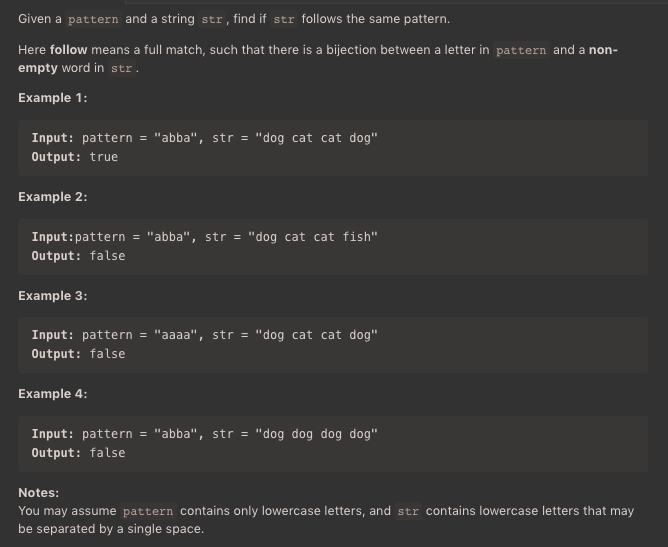 Given a pattern and a string str, find if str follows the same pattern.
Here follow means a full match, such that there is a bijection between a letter in pattern and a non-
empty word in str.
Example 1:
Input: pattern = "abba", str = "dog cat cat dog"
Output: true
Example 2:
Input:pattern = "abba", str = "dog cat cat fish"
Output: false
Example 3:
Input: pattern = "aaaa", str = "dog cat cat dog"
Output: false
Example 4:
Input: pattern = "abba", str = "dog dog dog dog"
Output: false
Notes:
You may assume pattern contains only lowercase letters, and str contains lowercase letters that may
be separated by a single space.